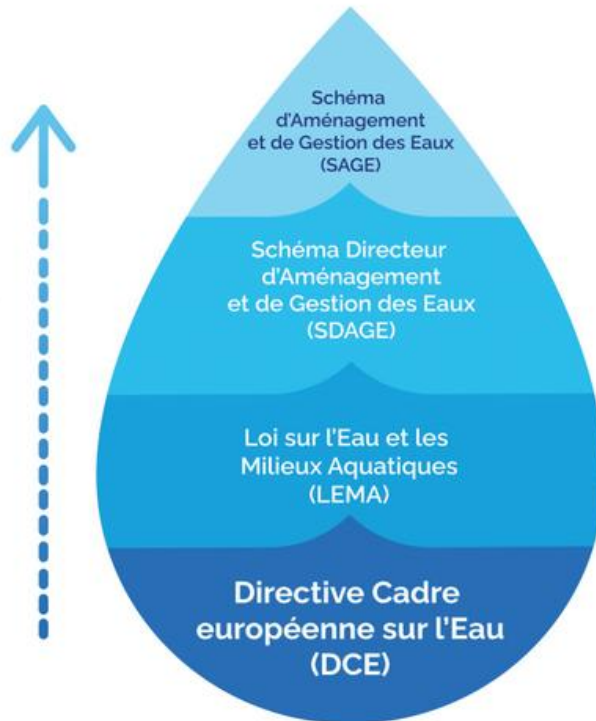 Schéma
d'Aménagement
et de Gestion des Eaux
(SAGE)
Schéma Directeur
d'Aménagement
et de Gestion des Eaux
(SDAGE)
Loi sur l'Eau et les
Milieux Aquatiques
(LEMA)
Directive Cadre
européenne sur l'Eau
(DCE)